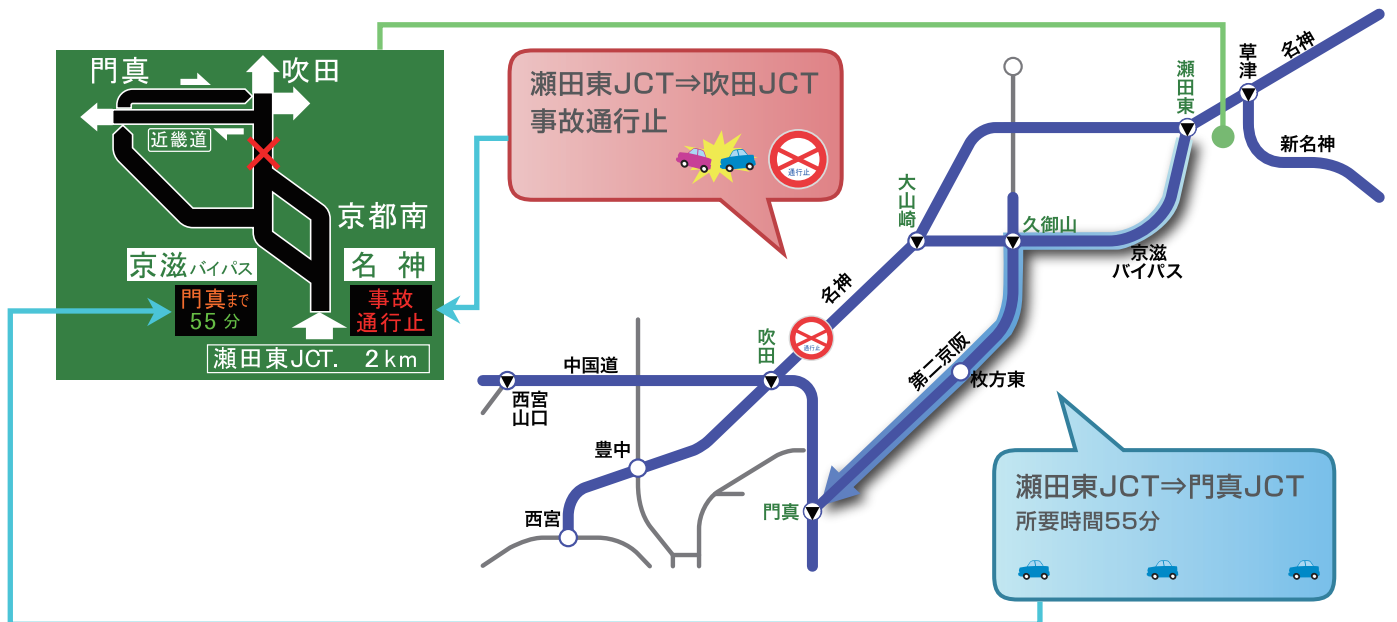 門真
吹田
近畿道
京都南
京滋バイパス
名 神
門真まで
55 分
事故
通行止
瀬田東JCT. 2km
瀬田東JCT⇒吹田JCT
事故通行止
通行止
草津
名神
瀬田東
新名神
大山崎
久御山
京滋
バイパス
名神
通行止
吹田
第二京阪
枚方東
中国道
西宮
山口
豊中
西宮
門真
瀬田東JCT⇒門真JCT
所要時間55分